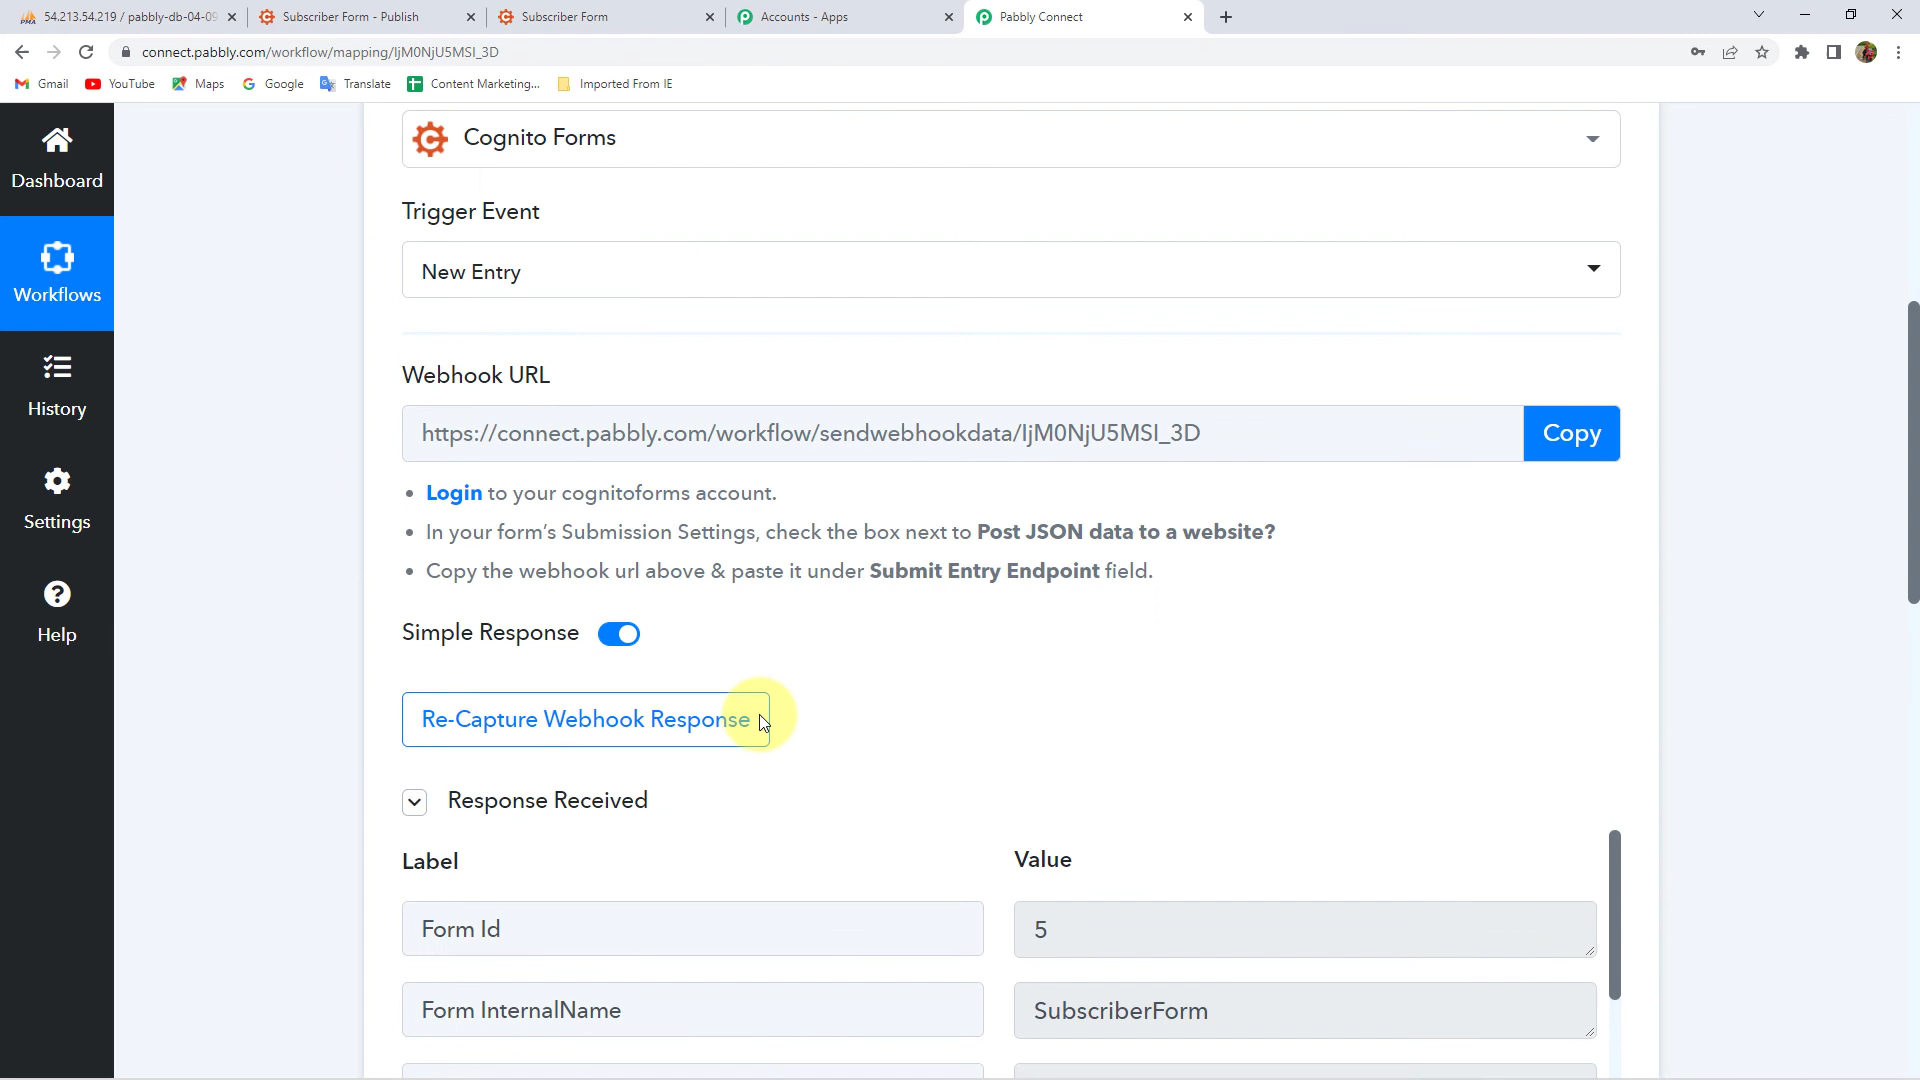 54.213.54.219 / pabbly-db-04-09
Subscriber Form - Publish
Subscriber Form
Accounts - Apps
Pabbly Connect
connect.pabbly.com/workflow/mapping/IjM0NjU5MSI_3D
Gmail
YouTube
Maps
Google
Translate
Content Marketing...
Imported From IE
Dashboard
Workflows
History
Settings
Help
Cognito Forms
Trigger Event
New Entry
Webhook URL
https://connect.pabbly.com/workflow/sendwebhookdata/IjM0NjU5MSI_3D
Copy
Login to your cognitoforms account.
In your form’s Submission Settings, check the box next to Post JSON data to a website?
Copy the webhook url above & paste it under Submit Entry Endpoint field.
Simple Response
Re-Capture Webhook Response
Response Received
Label
Value
Form Id
5
Form InternalName
SubscriberForm